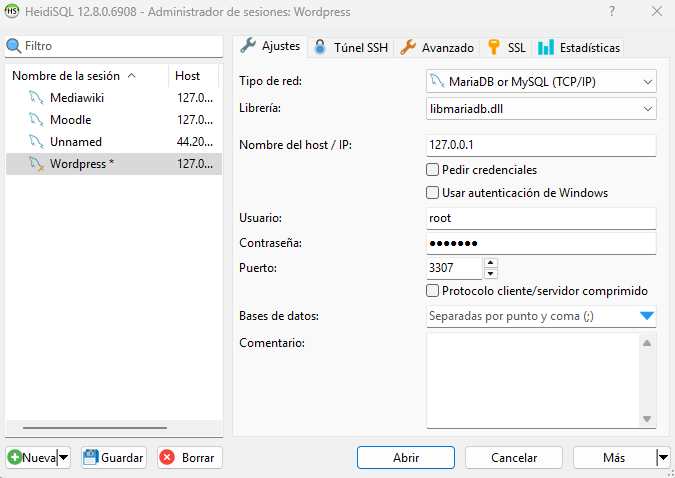 HeidiSQL 12.8.0.6908 - Administrador de sesiones: Wordpress
Filtro
Nombre de la sesión Host
Mediawiki 127.0...
Moodle 127.0...
Unnamed 44.20...
Wordpress * 127.0...
Ajustes Túnel SSH Avanzado SSL Estadísticas
Tipo de red: MariaDB or MySQL (TCP/IP)
Librería: libmariadb.dll
Nombre del host / IP: 127.0.0.1
Pedir credenciales
Usar autenticación de Windows
Usuario: root
Contraseña: ●●●●●●●
Puerto: 3307
Protocolo cliente/servidor comprimido
Bases de datos: Separadas por punto y coma (;)
Comentario:
Nueva Guardar Borrar Abrir Cancelar Más